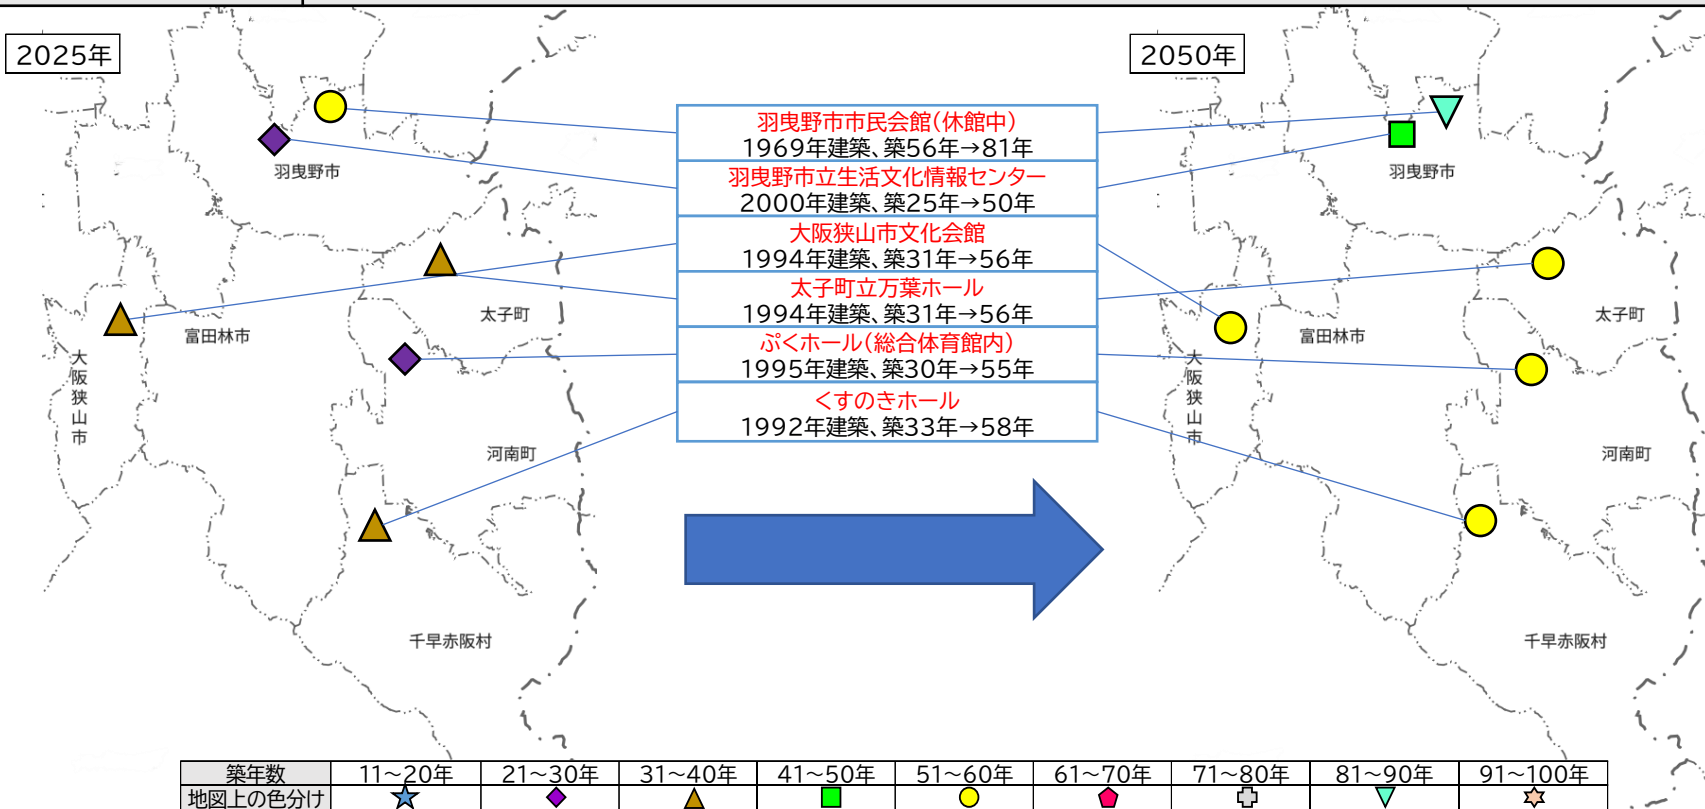 2025年
2050年
羽曳野市市民会館(休館中)
1969年建築、築56年→81年
羽曳野市立生活文化情報センター
2000年建築、築25年→50年
大阪狭山市文化会館
1994年建築、築31年→56年
太子町立万葉ホール
1994年建築、築31年→56年
ぷくホール(総合体育館内)
1995年建築、築30年→55年
くすのきホール
1992年建築、築33年→58年
羽曳野市
太子町
富田林市
大阪狭山市
河南町
千早赤阪村
羽曳野市
太子町
富田林市
大阪狭山市
河南町
千早赤阪村
築年数 11~20年 21~30年 31~40年 41~50年 51~60年 61~70年 71~80年 81~90年 91~100年
地図上の色分け